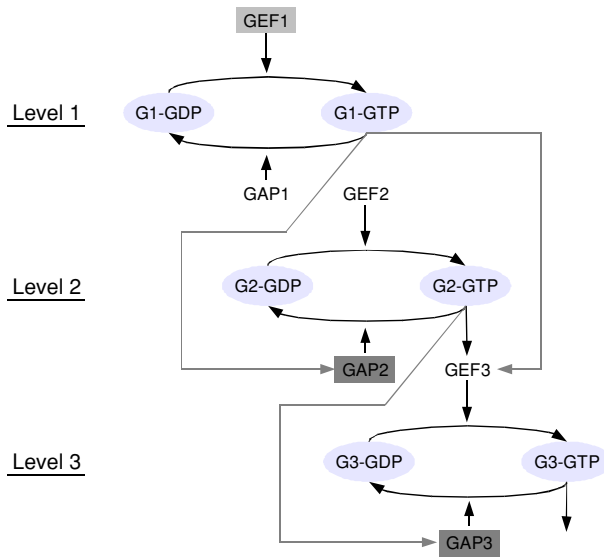 GEF1
Level 1
G1-GDP
G1-GTP
GAP1
GEF2
Level 2
G2-GDP
G2-GTP
GAP2
GEF3
Level 3
G3-GDP
G3-GTP
GAP3